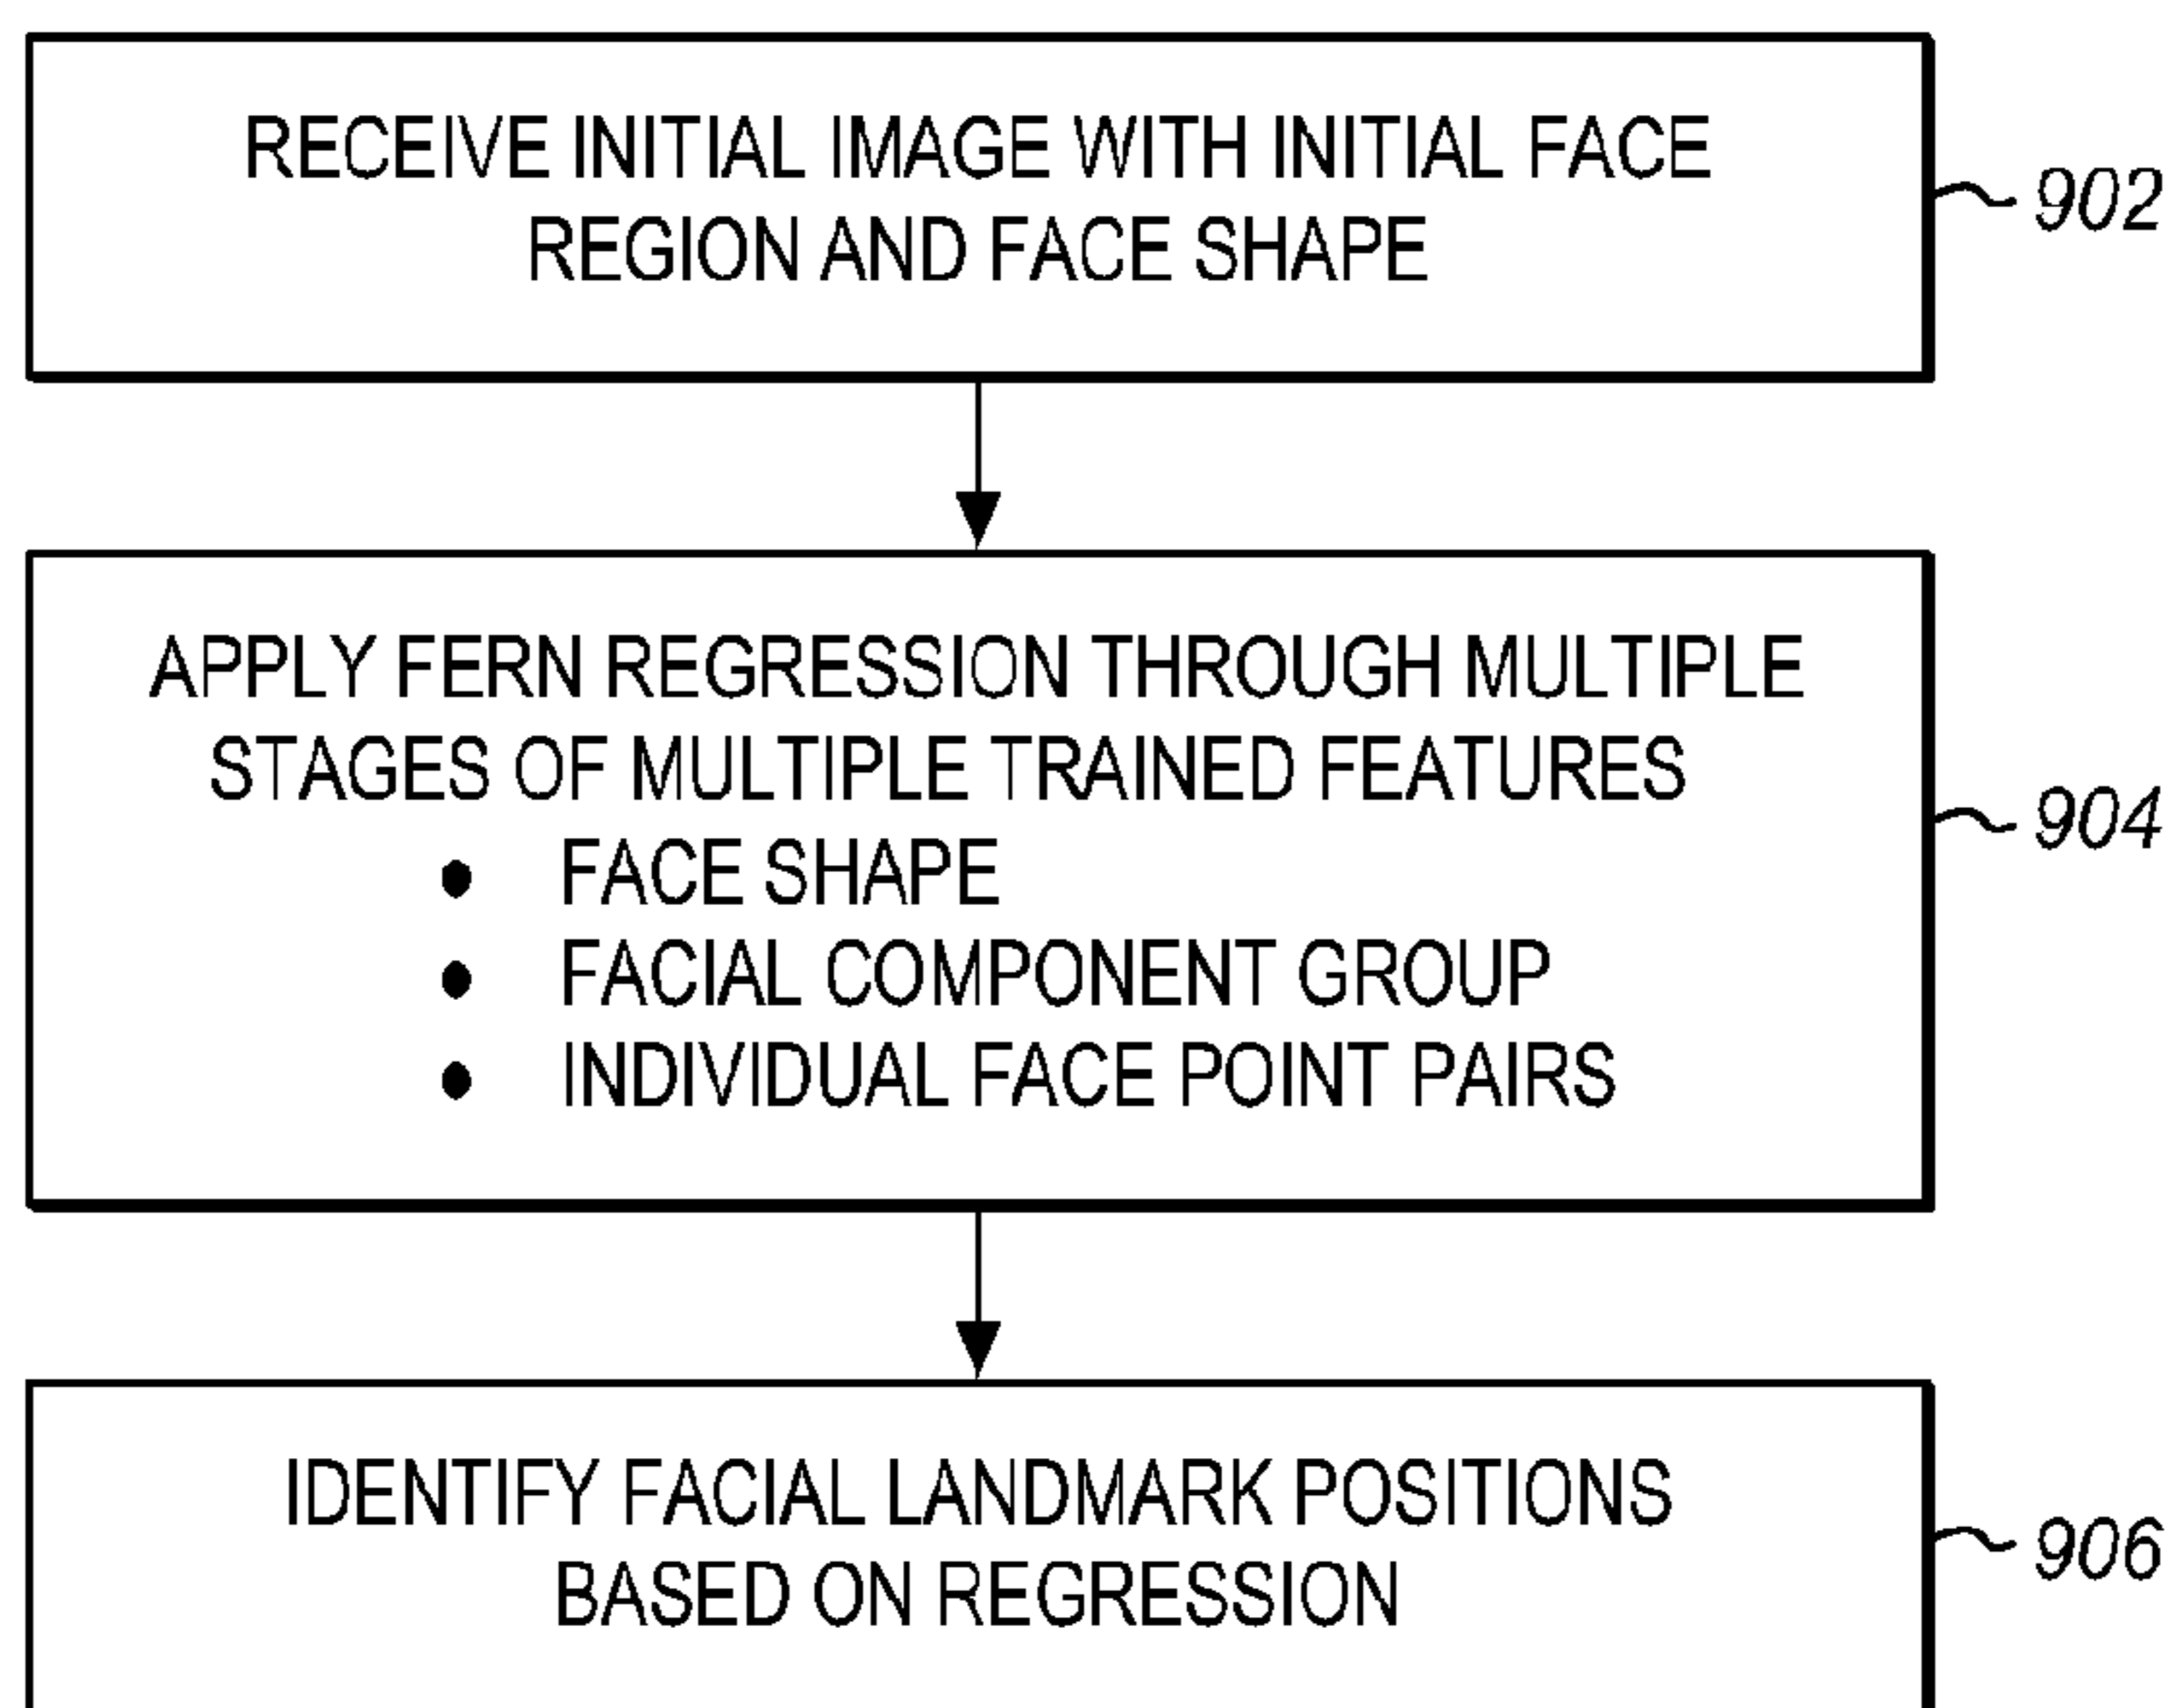 RECEIVE INITIAL IMAGE WITH INITIAL FACE
REGION AND FACE SHAPE
902
APPLY FERN REGRESSION THROUGH MULTIPLE
STAGES OF MULTIPLE TRAINED FEATURES
• FACE SHAPE
• FACIAL COMPONENT GROUP
• INDIVIDUAL FACE POINT PAIRS
904
IDENTIFY FACIAL LANDMARK POSITIONS
BASED ON REGRESSION
906